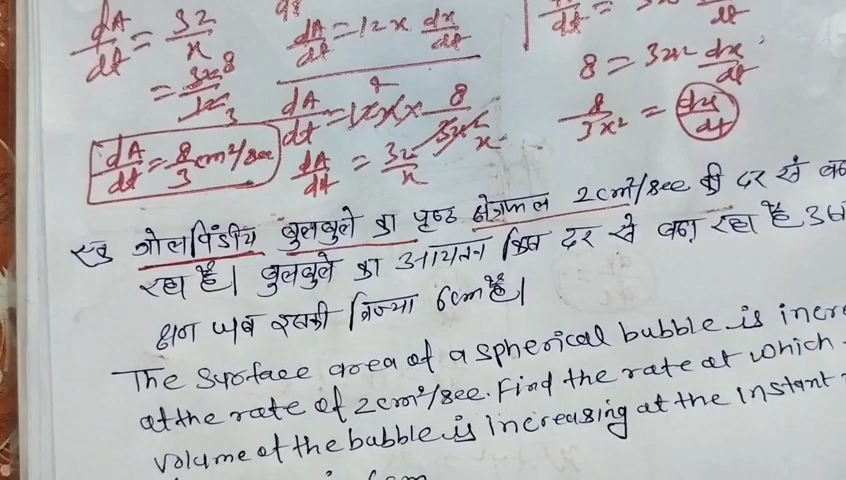 dA/dt = 32/x
= 32/12
dA/dt = 8/3 cm²/sec
dA/dt = 12x dx/dt
dA/dt = 12x × 8/3x²
dA/dt = 32/x
8 = 3x² dx/dt
8/3x² = dx/dt
एक गोलपिंडीय बुलबुले का पृष्ठ क्षेत्रफल 2cm²/sec की दर से बढ़
रहा है। बुलबुले का आयतन किस दर से बढ़ रहा है उस
क्षण जब इसकी त्रिज्या 6cm है।
The surface area of a spherical bubble is incre
at the rate of 2cm²/sec. Find the rate at which
volume of the bubble is increasing at the instant